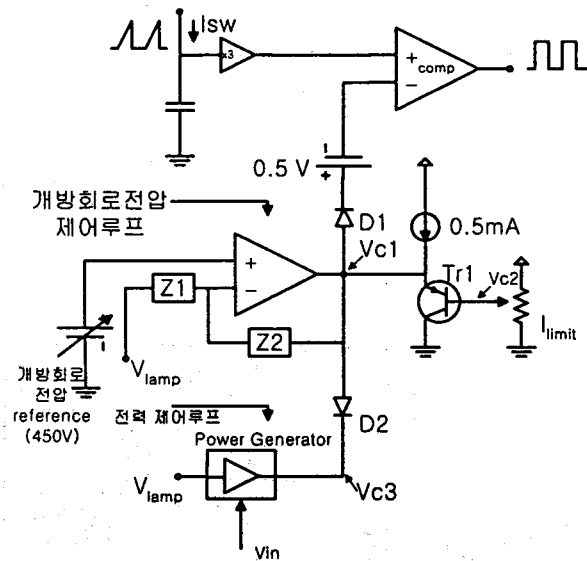 Isw
x3
+
comp
−
0.5 V
+
개방회로전압
제어루프
D1
0.5mA
Vc1
Tr1
Vc2
+
Z1
−
I limit
Z2
V lamp
개방회로
전압
reference
(450V)
전력 제어루프
D2
Power Generator
V lamp
Vc3
Vin